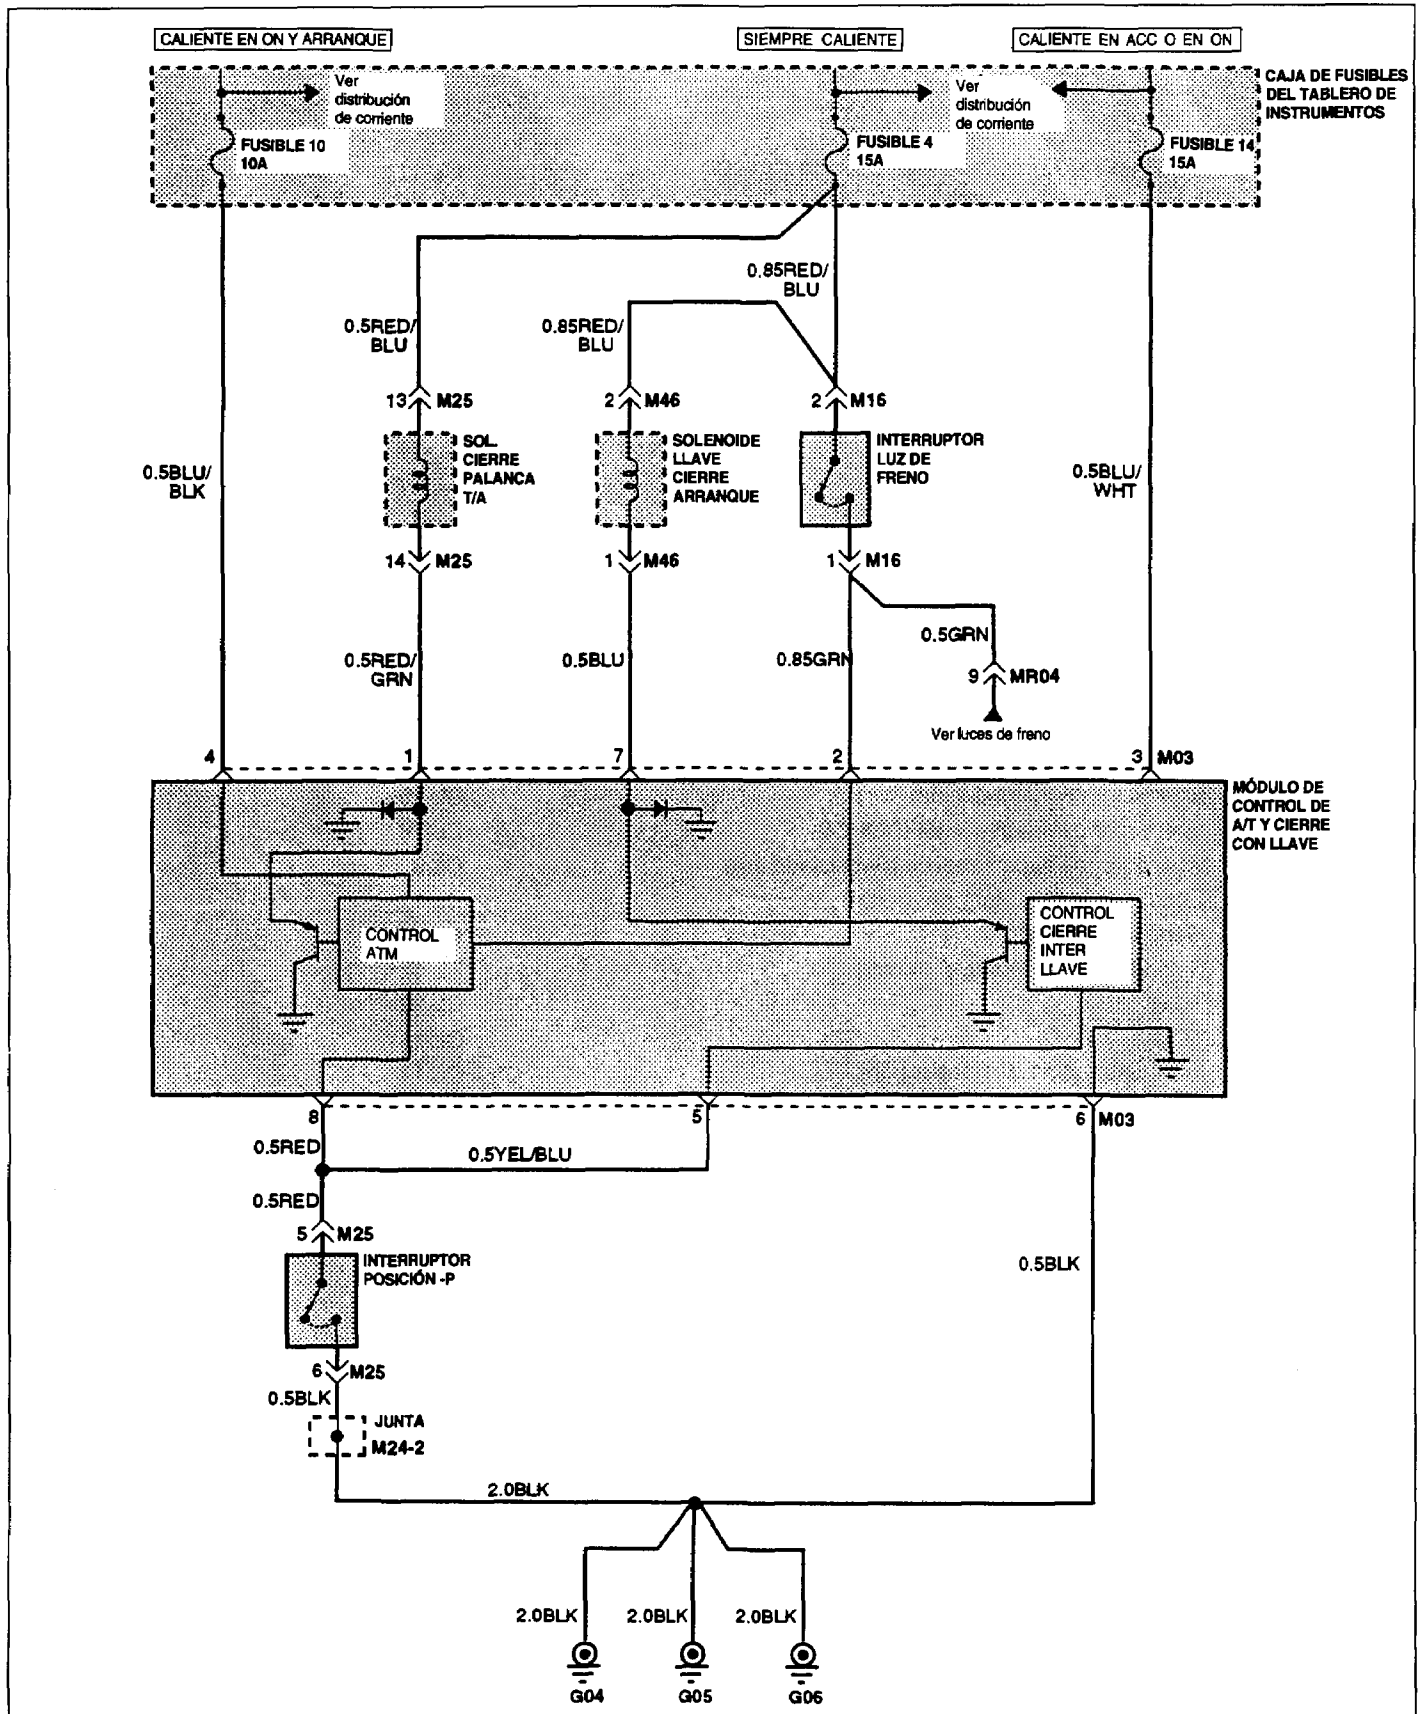 CALIENTE EN ON Y ARRANQUE
SIEMPRE CALIENTE
CALIENTE EN ACC O EN ON
Ver
distribución
de corriente
Ver
distribución
de corriente
CAJA DE FUSIBLES
DEL TABLERO DE
INSTRUMENTOS
FUSIBLE 10
10A
FUSIBLE 4
15A
FUSIBLE 14
15A
0.85RED/
BLU
0.5RED/
BLU
0.85RED/
BLU
13 M25
2 M46
2 M16
SOL.
CIERRE
PALANCA
T/A
SOLENOIDE
LLAVE
CIERRE
ARRANQUE
INTERRUPTOR
LUZ DE
FRENO
0.5BLU/
BLK
0.5BLU/
WHT
14 M25
1 M46
1 M16
0.5RED/
GRN
0.5BLU
0.85GRN
0.5GRN
9 MR04
Ver luces de freno
4 1 7 2 3 M03
MÓDULO DE
CONTROL DE
A/T Y CIERRE
CON LLAVE
CONTROL
ATM
CONTROL
CIERRE
INTER
LLAVE
8 5 6 M03
0.5RED
0.5YEL/BLU
0.5RED
5 M25
INTERRUPTOR
POSICIÓN -P
0.5BLK
6 M25
0.5BLK
JUNTA
M24-2
2.0BLK
2.0BLK 2.0BLK 2.0BLK
G04 G05 G06